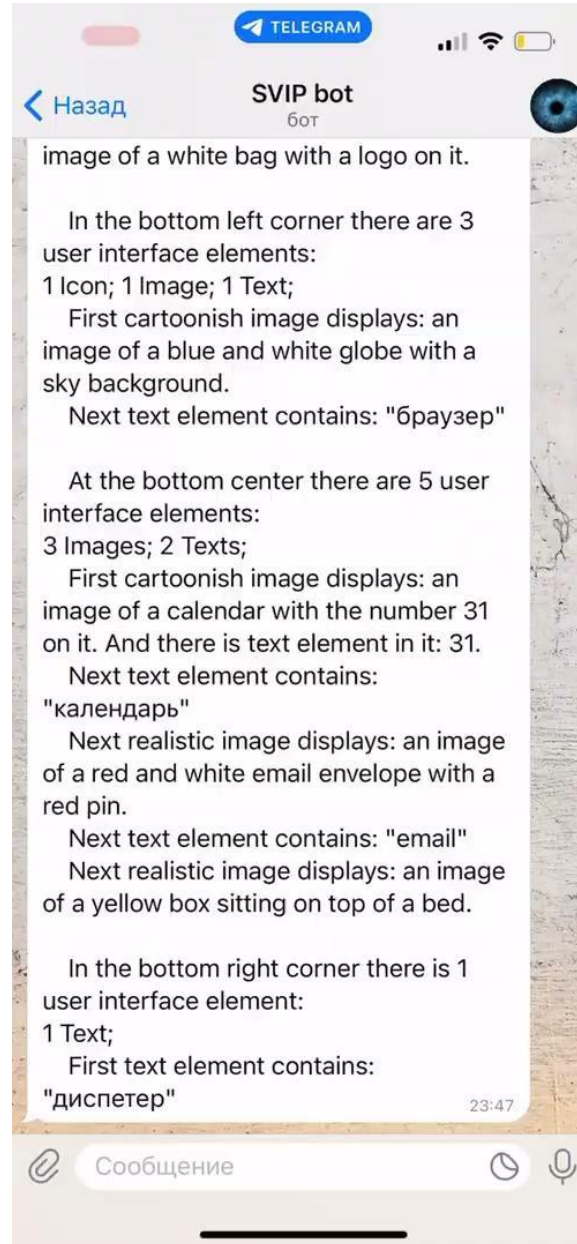 TELEGRAM
Назад
SVIP bot
бот
image of a white bag with a logo on it.
In the bottom left corner there are 3
user interface elements:
1 Icon; 1 Image; 1 Text;
First cartoonish image displays: an
image of a blue and white globe with a
sky background.
Next text element contains: "браузер"
At the bottom center there are 5 user
interface elements:
3 Images; 2 Texts;
First cartoonish image displays: an
image of a calendar with the number 31
on it. And there is text element in it: 31.
Next text element contains:
"календарь"
Next realistic image displays: an image
of a red and white email envelope with a
red pin.
Next text element contains: "email"
Next realistic image displays: an image
of a yellow box sitting on top of a bed.
In the bottom right corner there is 1
user interface element:
1 Text;
First text element contains:
"диспетер"
23:47
Сообщение